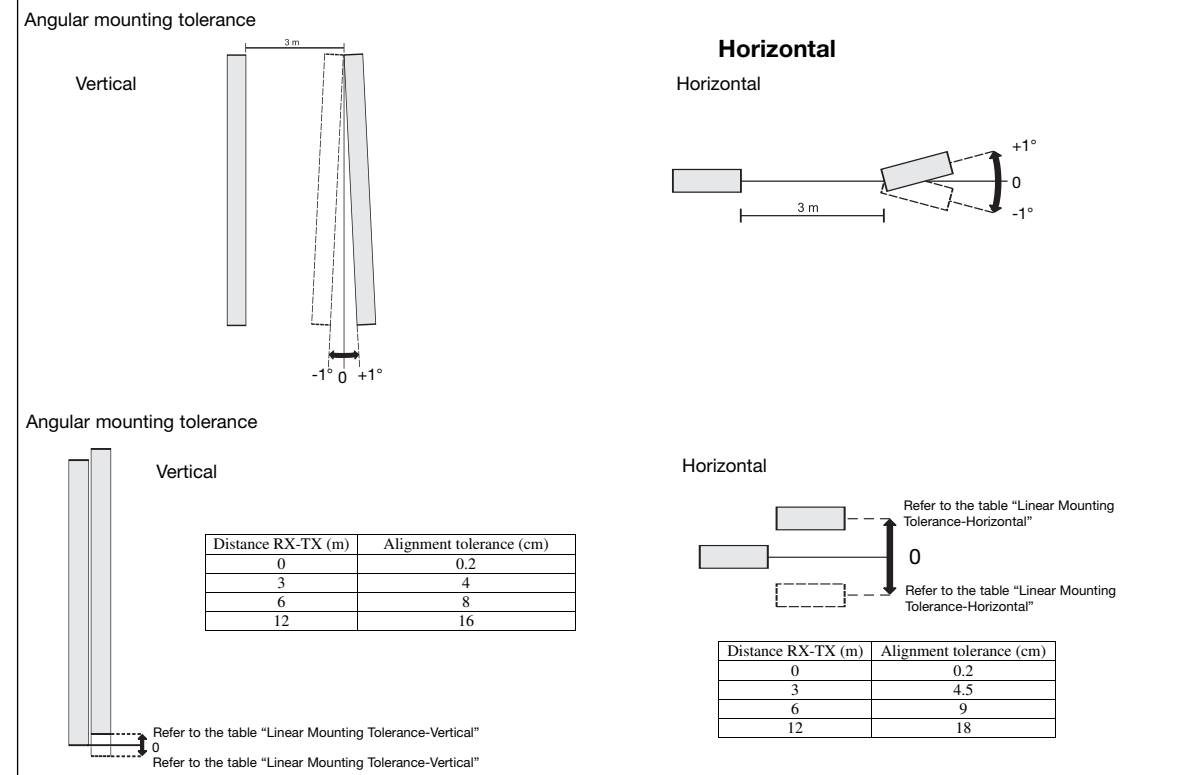 Angular mounting tolerance
3 m
Vertical
-1° 0 +1°
Horizontal
Horizontal
+1°
0
-1°
3 m
Angular mounting tolerance
Vertical
Distance RX-TX (m) Alignment tolerance (cm)
0 0.2
3 4
6 8
12 16
Refer to the table “Linear Mounting Tolerance-Vertical”
0
Refer to the table “Linear Mounting Tolerance-Vertical”
Horizontal
Refer to the table “Linear Mounting
Tolerance-Horizontal”
0
Refer to the table “Linear Mounting
Tolerance-Horizontal”
Distance RX-TX (m) Alignment tolerance (cm)
0 0.2
3 4.5
6 9
12 18